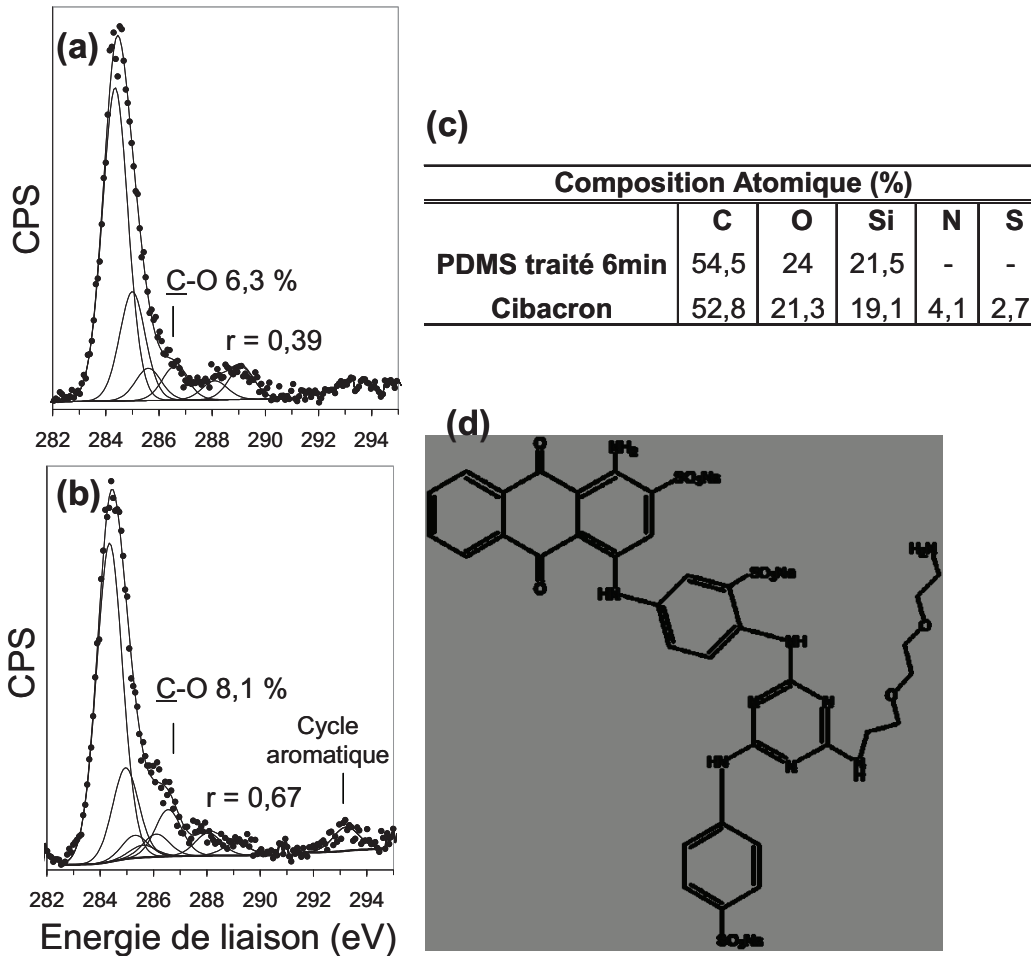 (a)
CPS
C-O 6,3 %
r = 0,39
282 284 286 288 290 292 294
(b)
CPS
C-O 8,1 %
Cycle
aromatique
r = 0,67
282 284 286 288 290 292 294
Energie de liaison (eV)
(c)
Composition Atomique (%)
C O Si N S
PDMS traité 6min 54,5 24 21,5 - -
Cibacron 52,8 21,3 19,1 4,1 2,7
(d)
O
NH2
SO3Na
O
HN
SO3Na
NH
H2N
O
O
N
N
N
HN
N
H
SO3Na